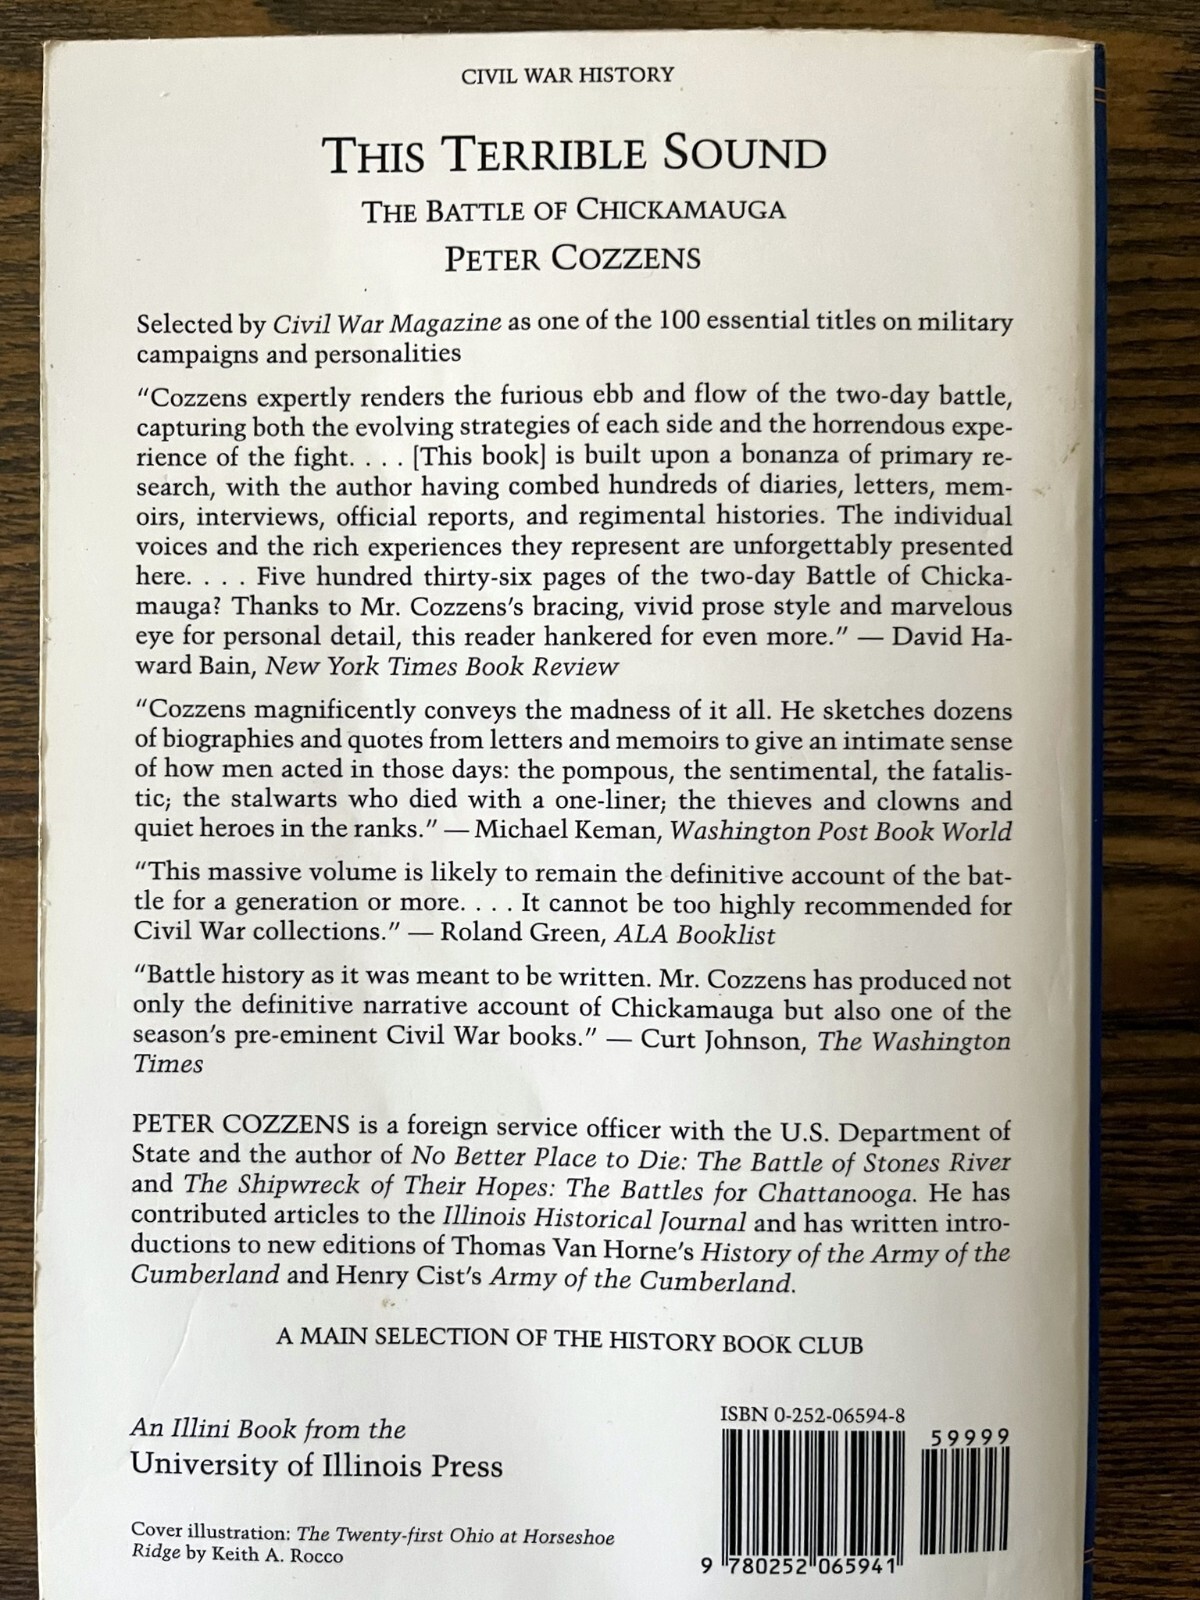 CIVIL WAR HISTORY
THIS TERRIBLE SOUND
THE BATTLE OF CHICKAMAUGA
PETER COZZENS
Selected by Civil War Magazine as one of the 100 essential titles on military
campaigns and personalities
“Cozzens expertly renders the furious ebb and flow of the two-day battle,
capturing both the evolving strategies of each side and the horrendous expe-
rience of the fight. . . . [This book] is built upon a bonanza of primary re-
search, with the author having combed hundreds of diaries, letters, mem-
oirs, interviews, official reports, and regimental histories. The individual
voices and the rich experiences they represent are unforgettably presented
here. . . . Five hundred thirty-six pages of the two-day Battle of Chicka-
mauga? Thanks to Mr. Cozzens's bracing, vivid prose style and marvelous
eye for personal detail, this reader hankered for even more.” — David Ha-
ward Bain, New York Times Book Review
“Cozzens magnificently conveys the madness of it all. He sketches dozens
of biographies and quotes from letters and memoirs to give an intimate sense
of how men acted in those days: the pompous, the sentimental, the fatalis-
tic; the stalwarts who died with a one-liner; the thieves and clowns and
quiet heroes in the ranks.” — Michael Keman, Washington Post Book World
“This massive volume is likely to remain the definitive account of the bat-
tle for a generation or more. . . . It cannot be too highly recommended for
Civil War collections.” — Roland Green, ALA Booklist
“Battle history as it was meant to be written. Mr. Cozzens has produced not
only the definitive narrative account of Chickamauga but also one of the
season's pre-eminent Civil War books.” — Curt Johnson, The Washington
Times
PETER COZZENS is a foreign service officer with the U.S. Department of
State and the author of No Better Place to Die: The Battle of Stones River
and The Shipwreck of Their Hopes: The Battles for Chattanooga. He has
contributed articles to the Illinois Historical Journal and has written intro-
ductions to new editions of Thomas Van Horne's History of the Army of the
Cumberland and Henry Cist's Army of the Cumberland.
A MAIN SELECTION OF THE HISTORY BOOK CLUB
An Illini Book from the
University of Illinois Press
Cover illustration: The Twenty-first Ohio at Horseshoe
Ridge by Keith A. Rocco
ISBN 0-252-06594-8
59999
9 780252 065941